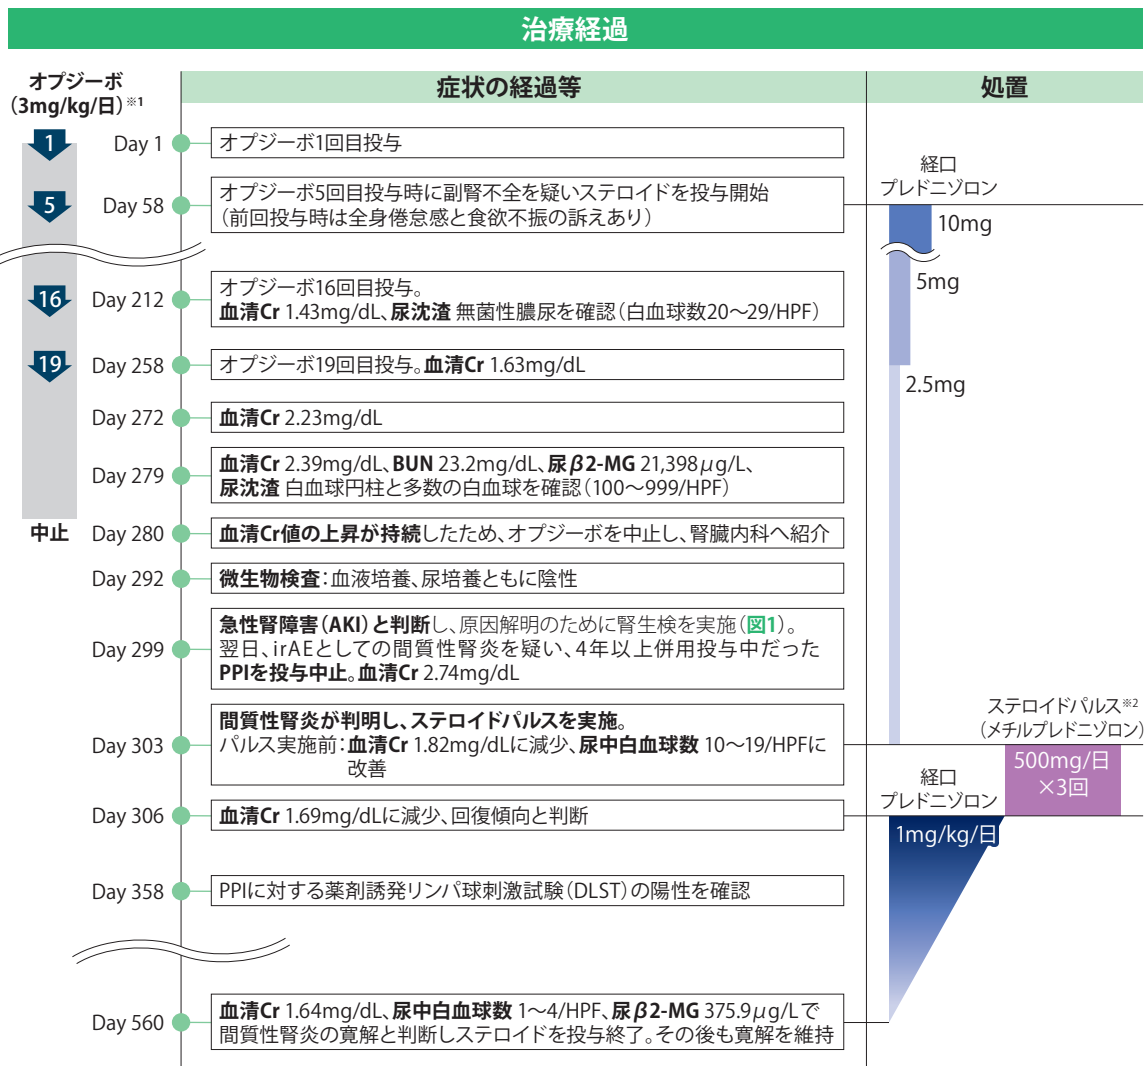 治療経過
オプジーボ
（3mg/kg/日）※1
症状の経過等
処置
1
Day 1
オプジーボ1回目投与
経口
プレドニゾロン
5
Day 58
オプジーボ5回目投与時に副腎不全を疑いステロイドを投与開始
（前回投与時は全身倦怠感と食欲不振の訴えあり）
10mg
5mg
16
Day 212
オプジーボ16回目投与。
血清Cr 1.43mg/dL、尿沈渣 無菌性膿尿を確認（白血球数20～29/HPF）
19
Day 258
オプジーボ19回目投与。血清Cr 1.63mg/dL
2.5mg
Day 272
血清Cr 2.23mg/dL
Day 279
血清Cr 2.39mg/dL、BUN 23.2mg/dL、尿β2-MG 21,398μg/L、
尿沈渣 白血球円柱と多数の白血球を確認（100～999/HPF）
中止
Day 280
血清Cr値の上昇が持続したため、オプジーボを中止し、腎臓内科へ紹介
Day 292
微生物検査：血液培養、尿培養ともに陰性
Day 299
急性腎障害（AKI）と判断し、原因解明のために腎生検を実施（図1）。
翌日、irAEとしての間質性腎炎を疑い、4年以上併用投与中だった
PPIを投与中止。血清Cr 2.74mg/dL
ステロイドパルス※2
（メチルプレドニゾロン）
Day 303
間質性腎炎が判明し、ステロイドパルスを実施。
パルス実施前：血清Cr 1.82mg/dLに減少、尿中白血球数 10～19/HPFに
改善
500mg/日
×3回
経口
プレドニゾロン
Day 306
血清Cr 1.69mg/dLに減少、回復傾向と判断
1mg/kg/日
Day 358
PPIに対する薬剤誘発リンパ球刺激試験（DLST）の陽性を確認
Day 560
血清Cr 1.64mg/dL、尿中白血球数 1～4/HPF、尿β2-MG 375.9μg/Lで
間質性腎炎の寛解と判断しステロイドを投与終了。その後も寛解を維持